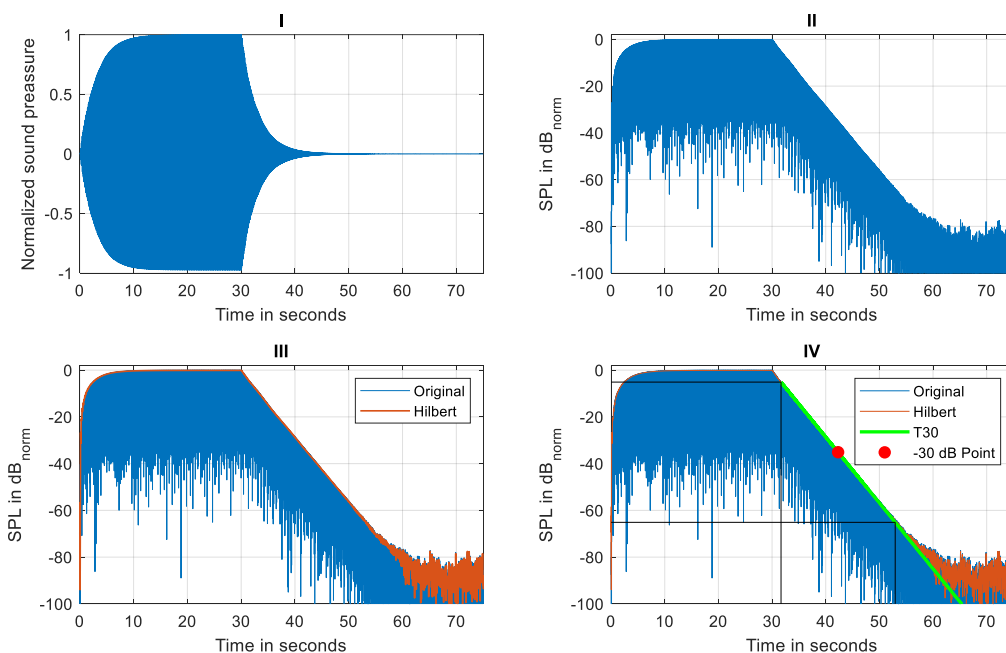 I
Normalized sound preassure
1
0.5
0
-0.5
-1
0 10 20 30 40 50 60 70
Time in seconds
II
SPL in dBnorm
0
-20
-40
-60
-80
-100
0 10 20 30 40 50 60 70
Time in seconds
III
SPL in dBnorm
0
-20
-40
-60
-80
-100
0 10 20 30 40 50 60 70
Time in seconds
Original
Hilbert
IV
SPL in dBnorm
0
-20
-40
-60
-80
-100
0 10 20 30 40 50 60 70
Time in seconds
Original
Hilbert
T30
-30 dB Point